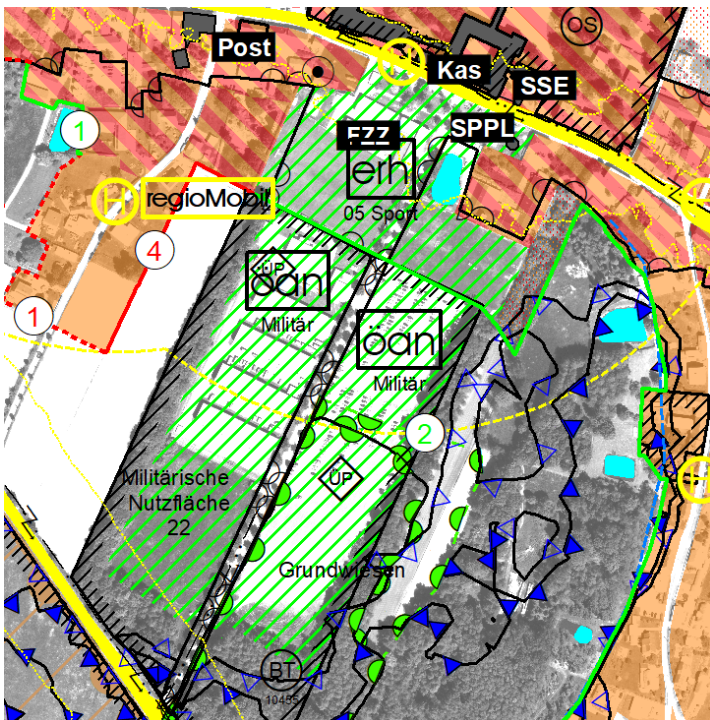 OS
Post
H
Kas
SSE
1
FZZ
SPPL
erh
H
regioMobil
05 Sport
4
ÜP
öan
Militär
1
öan
Militär
2
H
Militärische
Nutzfläche
22
ÜP
Grundwiesen
BT
10455